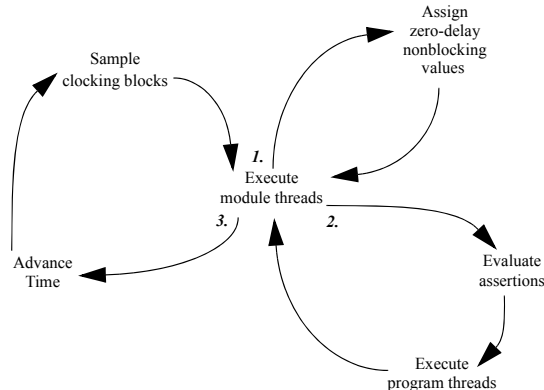 Assign
zero-delay
nonblocking
values
Sample
clocking blocks
1.
Execute
module threads
3.
2.
Advance
Time
Evaluate
assertions
Execute
program threads